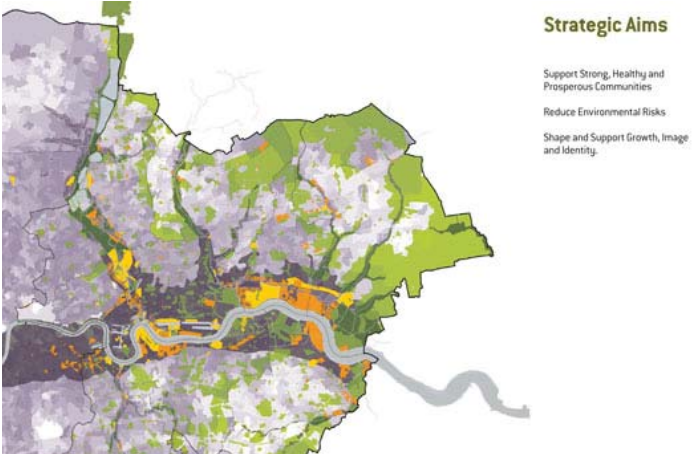 Strategic Aims
Support Strong, Healthy and
Prosperous Communities
Reduce Environmental Risks
Shape and Support Growth, Image
and Identity.